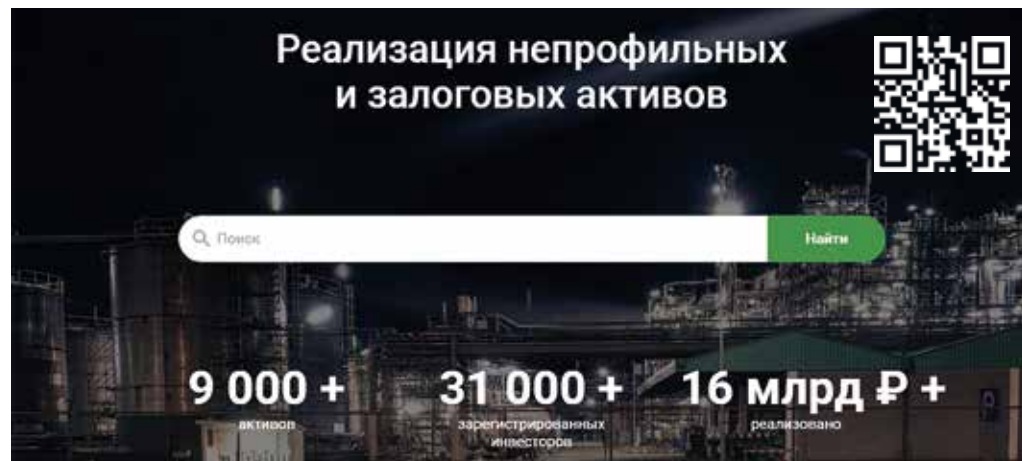 Реализация непрофильных
и залоговых активов
Поиск
Найти
9 000 +
31 000 +
16 млрд ₽ +
активов
зарегистрированных
инвесторов
реализовано